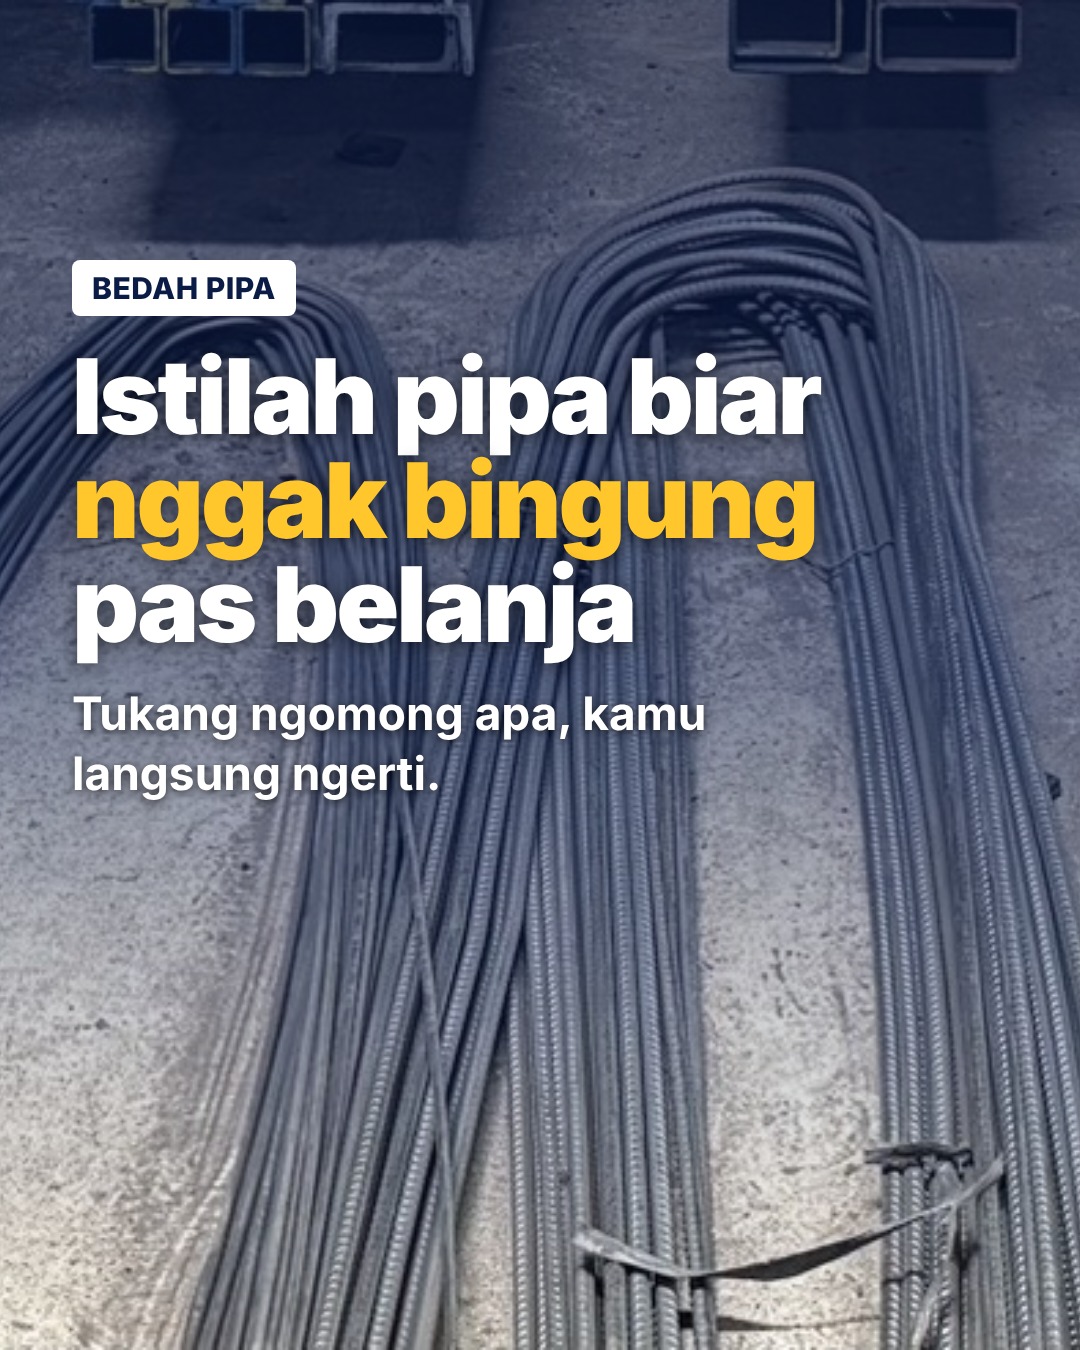 BEDAH PIPA
Istilah pipa biar
nggak bingung
pas belanja
Tukang ngomong apa, kamu
langsung ngerti.